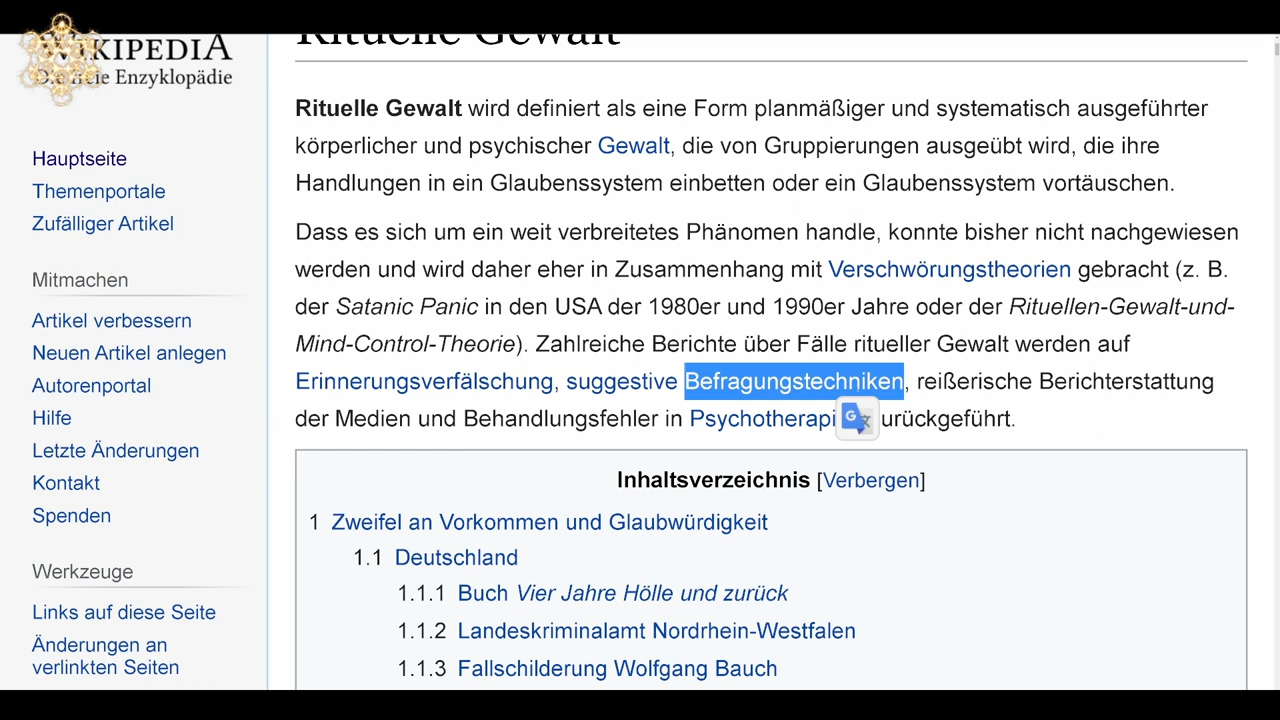 Rituelle Gewalt
WIKIPEDIA
Die freie Enzyklopädie
Hauptseite
Themenportale
Zufälliger Artikel
Mitmachen
Artikel verbessern
Neuen Artikel anlegen
Autorenportal
Hilfe
Letzte Änderungen
Kontakt
Spenden
Werkzeuge
Links auf diese Seite
Änderungen an
verlinkten Seiten
Rituelle Gewalt wird definiert als eine Form planmäßiger und systematisch ausgeführter
körperlicher und psychischer Gewalt, die von Gruppierungen ausgeübt wird, die ihre
Handlungen in ein Glaubenssystem einbetten oder ein Glaubenssystem vortäuschen.
Dass es sich um ein weit verbreitetes Phänomen handle, konnte bisher nicht nachgewiesen
werden und wird daher eher in Zusammenhang mit Verschwörungstheorien gebracht (z. B.
der Satanic Panic in den USA der 1980er und 1990er Jahre oder der Rituellen-Gewalt-und-
Mind-Control-Theorie). Zahlreiche Berichte über Fälle ritueller Gewalt werden auf
Erinnerungsverfälschung, suggestive Befragungstechniken, reißerische Berichterstattung
der Medien und Behandlungsfehler in Psychotherapi urückgeführt.
Inhaltsverzeichnis [Verbergen]
1 Zweifel an Vorkommen und Glaubwürdigkeit
1.1 Deutschland
1.1.1 Buch Vier Jahre Hölle und zurück
1.1.2 Landeskriminalamt Nordrhein-Westfalen
1.1.3 Fallschilderung Wolfgang Bauch